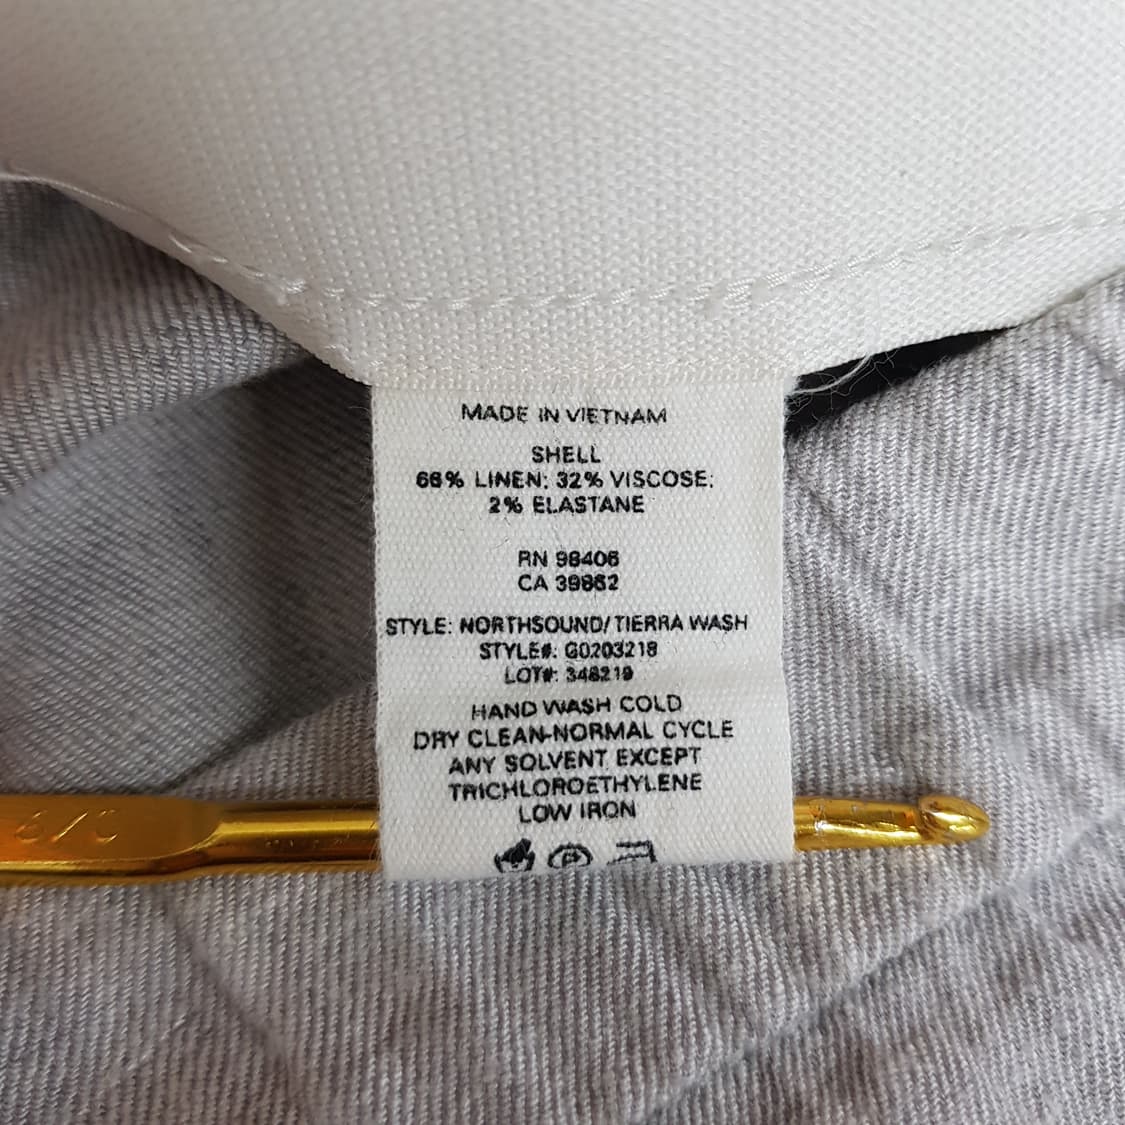 MADE IN VIETNAM
SHELL
66% LINEN; 32% VISCOSE;
2% ELASTANE
RN 98406
CA 39862
STYLE: NORTHSOUND/TIERRA WASH
STYLE#: G0203218
LOT#: 348219
HAND WASH COLD
DRY CLEAN-NORMAL CYCLE
ANY SOLVENT EXCEPT
TRICHLOROETHYLENE
LOW IRON
P
6/C